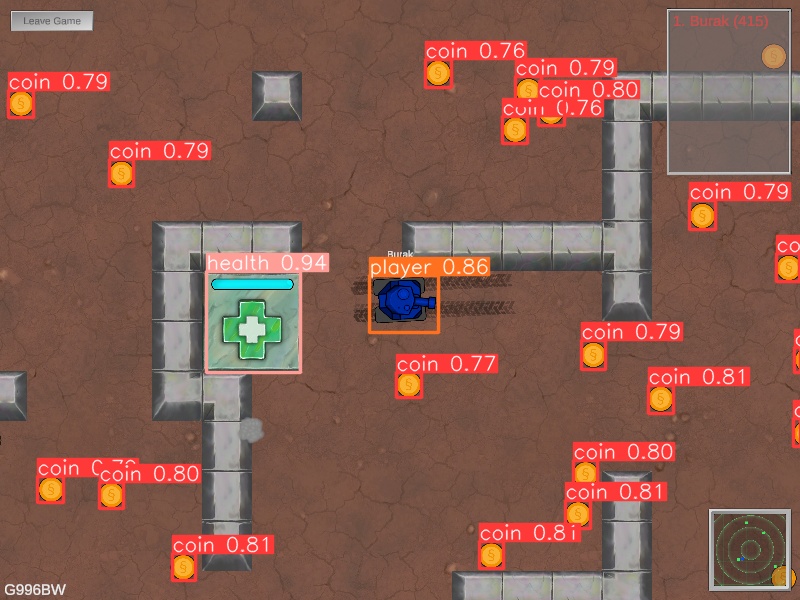 Leave Game
1. Burak (415)
coin 0.76
coin 0.79
coin 0.79
coin 0.80
coin 0.76
coin 0.79
coin 0.79
co
Burak
health 0.94
player 0.86
coin 0.79
coin 0.77
coin 0.81
coin 0.80
coin
coin 0.80
coin 0.81
coin 0.81
coin 0.81
G996BW